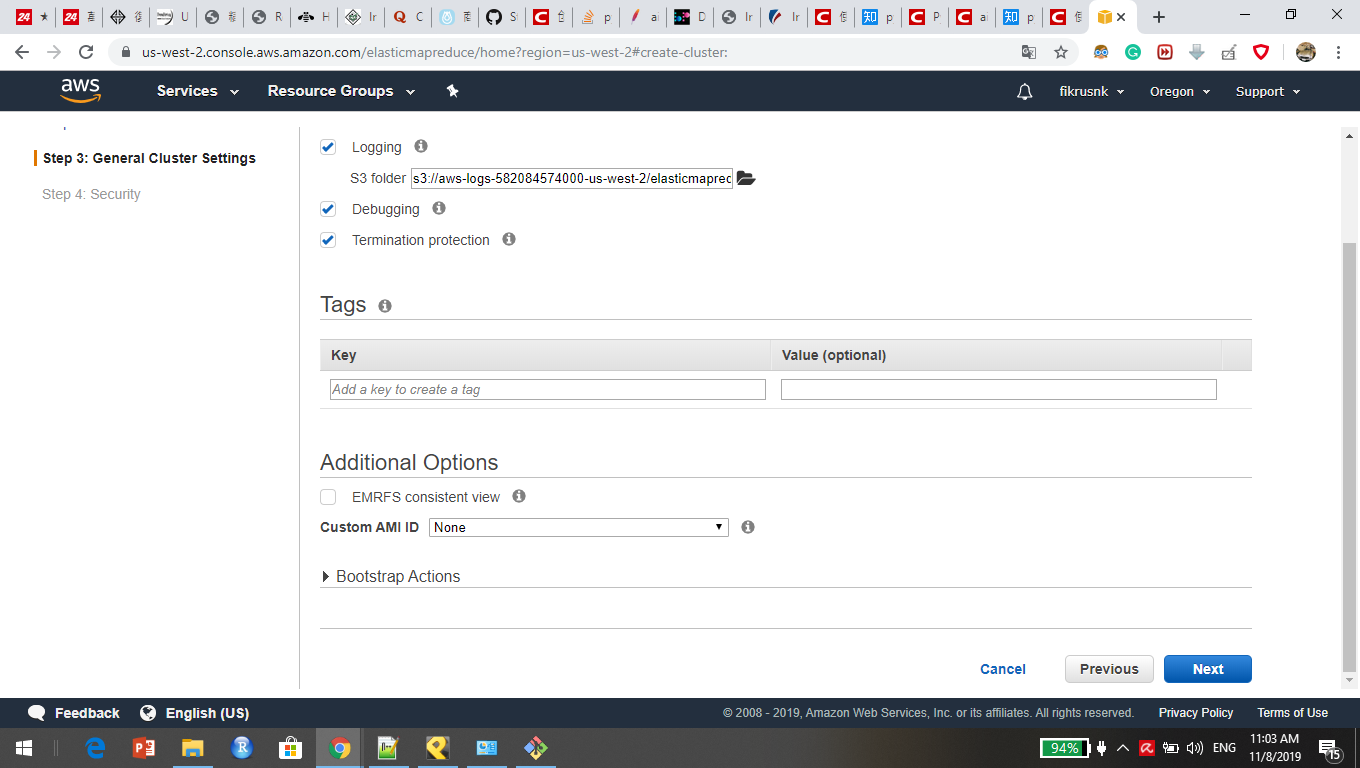 us-west-2.console.aws.amazon.com/elasticmapreduce/home?region=us-west-2#create-cluster:
aws
Services
Resource Groups
fikrusnk
Oregon
Support
Step 3: General Cluster Settings
Step 4: Security
Logging
S3 folder s3://aws-logs-582084574000-us-west-2/elasticmapred
Debugging
Termination protection
Tags
Key
Value (optional)
Add a key to create a tag
Additional Options
EMRFS consistent view
Custom AMI ID None
Bootstrap Actions
Cancel
Previous
Next
Feedback
English (US)
© 2008 - 2019, Amazon Web Services, Inc. or its affiliates. All rights reserved.
Privacy Policy
Terms of Use
94%
ENG
11:03 AM
11/8/2019
15